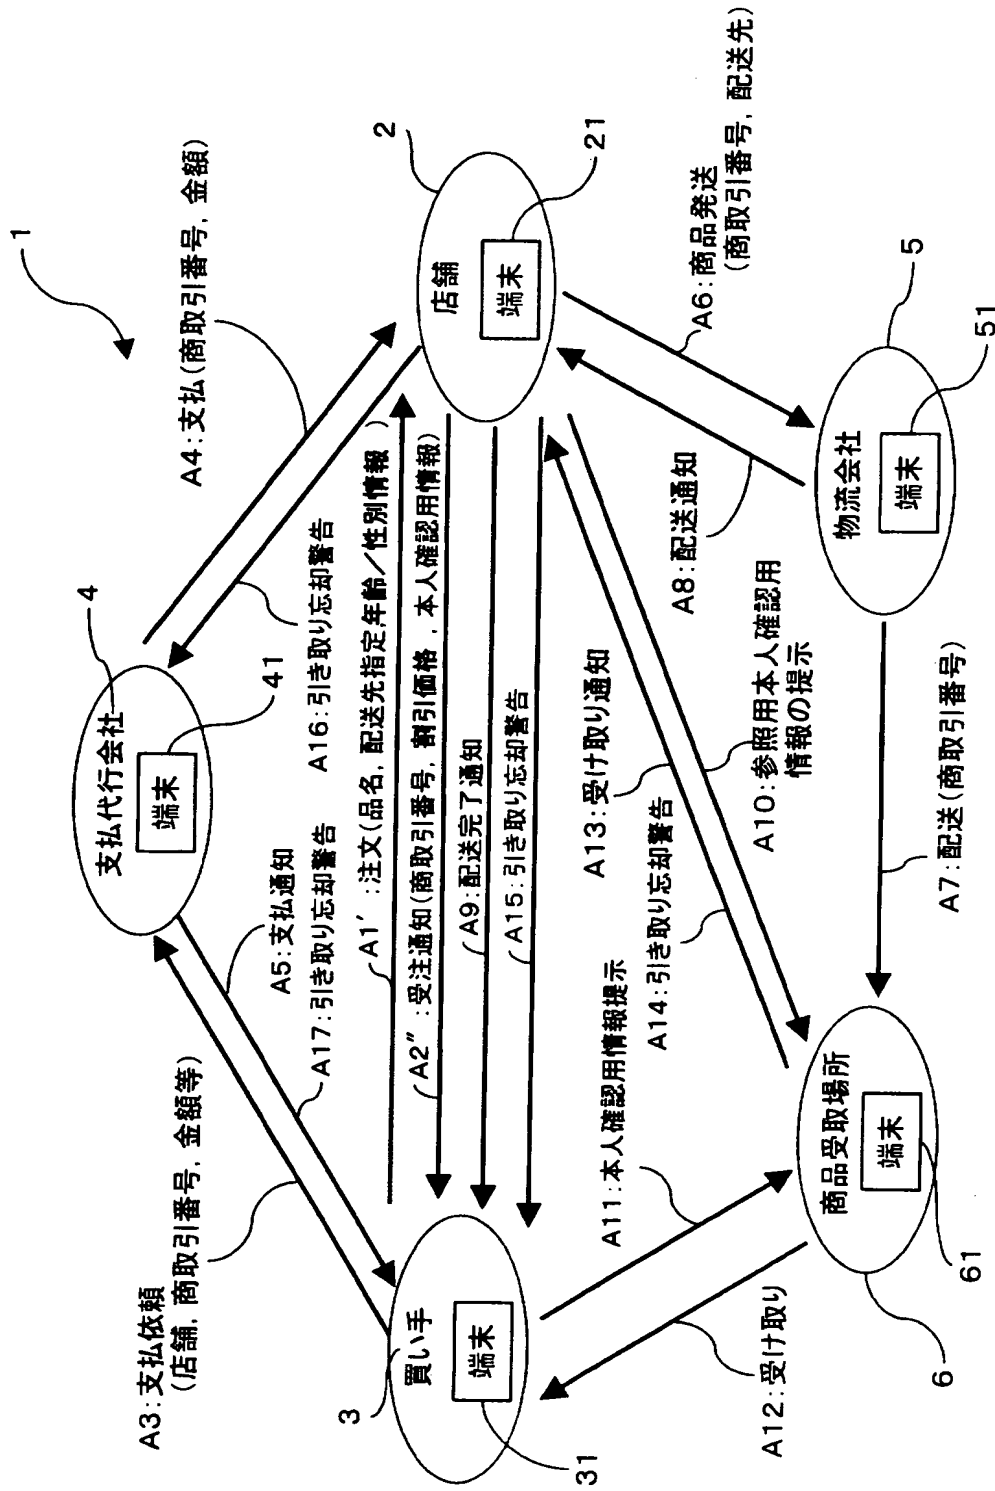 1
A4:支払(商取引番号, 金額)
A3:支払依頼
(店舗, 商取引番号, 金額等)
支払代行会社
4
端末
41
A5:支払通知
A17:引き取り忘却警告
A16:引き取り忘却警告
2
店舗
端末
21
買い手
3
端末
31
A1′:注文(品名, 配送先指定,年齢/性別情報)
A2″:受注通知(商取引番号, 割引価格, 本人確認用情報)
A9:配送完了通知
A15:引き取り忘却警告
A11:本人確認用情報提示
A14:引き取り忘却警告
A13:受け取り通知
A10:参照用本人確認用
情報の提示
A8:配送通知
A6:商品発送
(商取引番号, 配送先)
A12:受け取り
商品受取場所
端末
6
61
A7:配送(商取引番号)
物流会社
端末
5
51